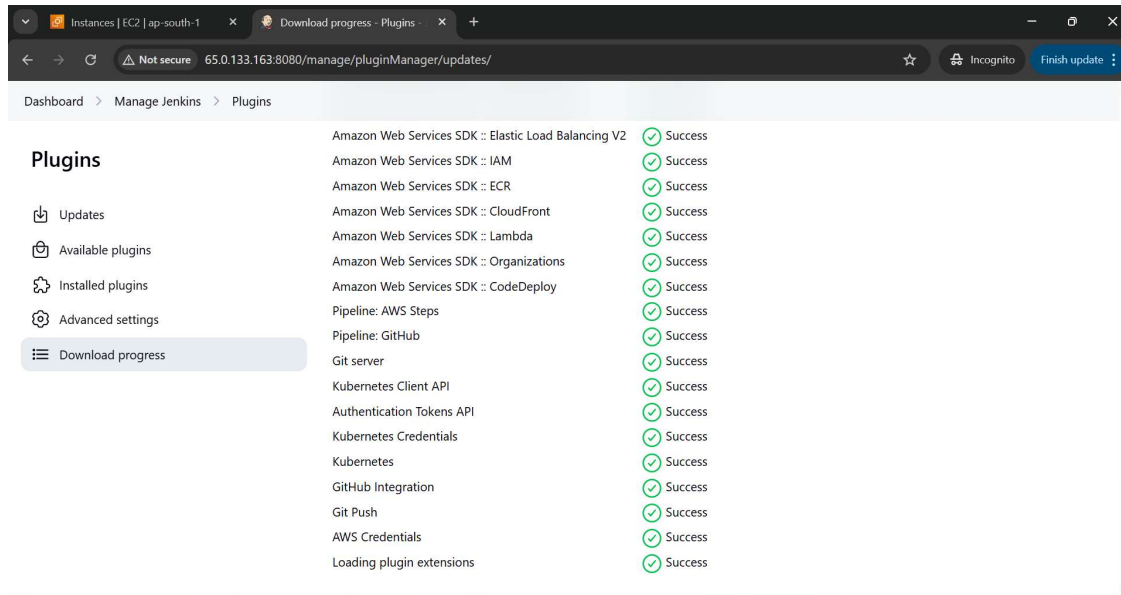 Instances | EC2 | ap-south-1
Download progress - Plugins -
Not secure 65.0.133.163:8080/manage/pluginManager/updates/
Incognito
Finish update
Dashboard > Manage Jenkins > Plugins
Plugins
Updates
Available plugins
Installed plugins
Advanced settings
Download progress
Amazon Web Services SDK :: Elastic Load Balancing V2 Success
Amazon Web Services SDK :: IAM Success
Amazon Web Services SDK :: ECR Success
Amazon Web Services SDK :: CloudFront Success
Amazon Web Services SDK :: Lambda Success
Amazon Web Services SDK :: Organizations Success
Amazon Web Services SDK :: CodeDeploy Success
Pipeline: AWS Steps Success
Pipeline: GitHub Success
Git server Success
Kubernetes Client API Success
Authentication Tokens API Success
Kubernetes Credentials Success
Kubernetes Success
GitHub Integration Success
Git Push Success
AWS Credentials Success
Loading plugin extensions Success